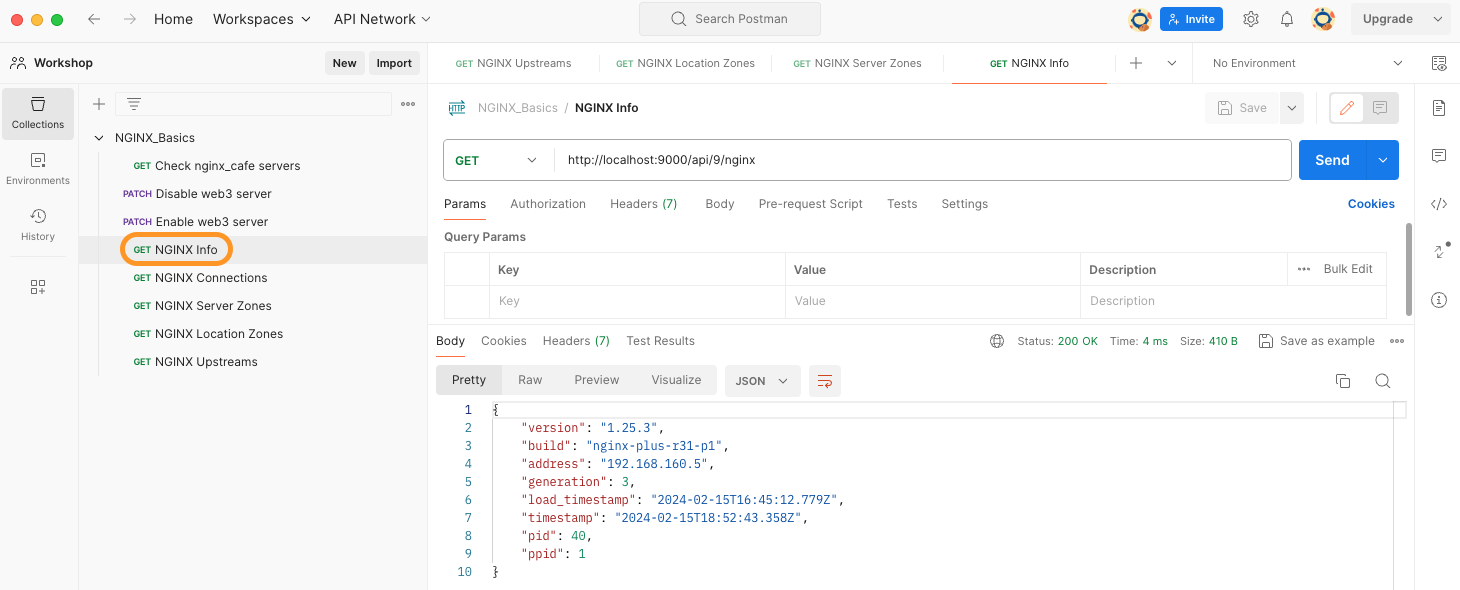 Home Workspaces API Network Search Postman Invite Upgrade
Workshop New Import
GET NGINX Upstreams GET NGINX Location Zones GET NGINX Server Zones GET NGINX Info No Environment
Collections
Environments
History
NGINX_Basics
GET Check nginx_cafe servers
PATCH Disable web3 server
PATCH Enable web3 server
GET NGINX Info
GET NGINX Connections
GET NGINX Server Zones
GET NGINX Location Zones
GET NGINX Upstreams
HTTP NGINX_Basics / NGINX Info Save
GET http://localhost:9000/api/9/nginx Send
Params Authorization Headers (7) Body Pre-request Script Tests Settings Cookies
Query Params
Key Value Description Bulk Edit
Key Value Description
Body Cookies Headers (7) Test Results Status: 200 OK Time: 4 ms Size: 410 B Save as example
Pretty Raw Preview Visualize JSON
1 {
2 "version": "1.25.3",
3 "build": "nginx-plus-r31-p1",
4 "address": "192.168.160.5",
5 "generation": 3,
6 "load_timestamp": "2024-02-15T16:45:12.779Z",
7 "timestamp": "2024-02-15T18:52:43.358Z",
8 "pid": 40,
9 "ppid": 1
10 }